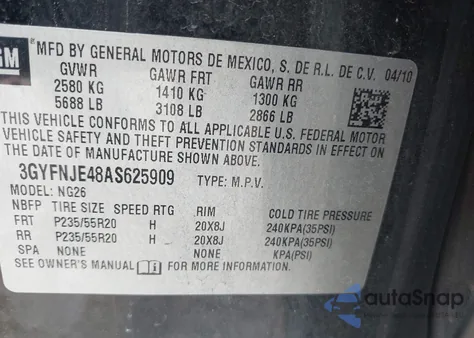 GM
MFD BY GENERAL MOTORS DE MEXICO, S. DE R.L. DE C.V. 04/10
GVWR GAWR FRT GAWR RR
2580 KG 1410 KG 1300 KG
5688 LB 3108 LB 2866 LB
THIS VEHICLE CONFORMS TO ALL APPLICABLE U.S. FEDERAL MOTOR
VEHICLE SAFETY AND THEFT PREVENTION STANDARDS IN EFFECT ON
THE DATE OF MANUFACTURE SHOWN ABOVE.
3GYFNJE48AS625909 TYPE: M.P.V.
MODEL: NG26
NBFP TIRE SIZE SPEED RTG RIM COLD TIRE PRESSURE
FRT P235/55R20 H 20X8J 240KPA(35PSI)
RR P235/55R20 H 20X8J 240KPA(35PSI)
SPA NONE NONE KPA(PSI)
SEE OWNER'S MANUAL FOR MORE INFORMATION.
autoSnap